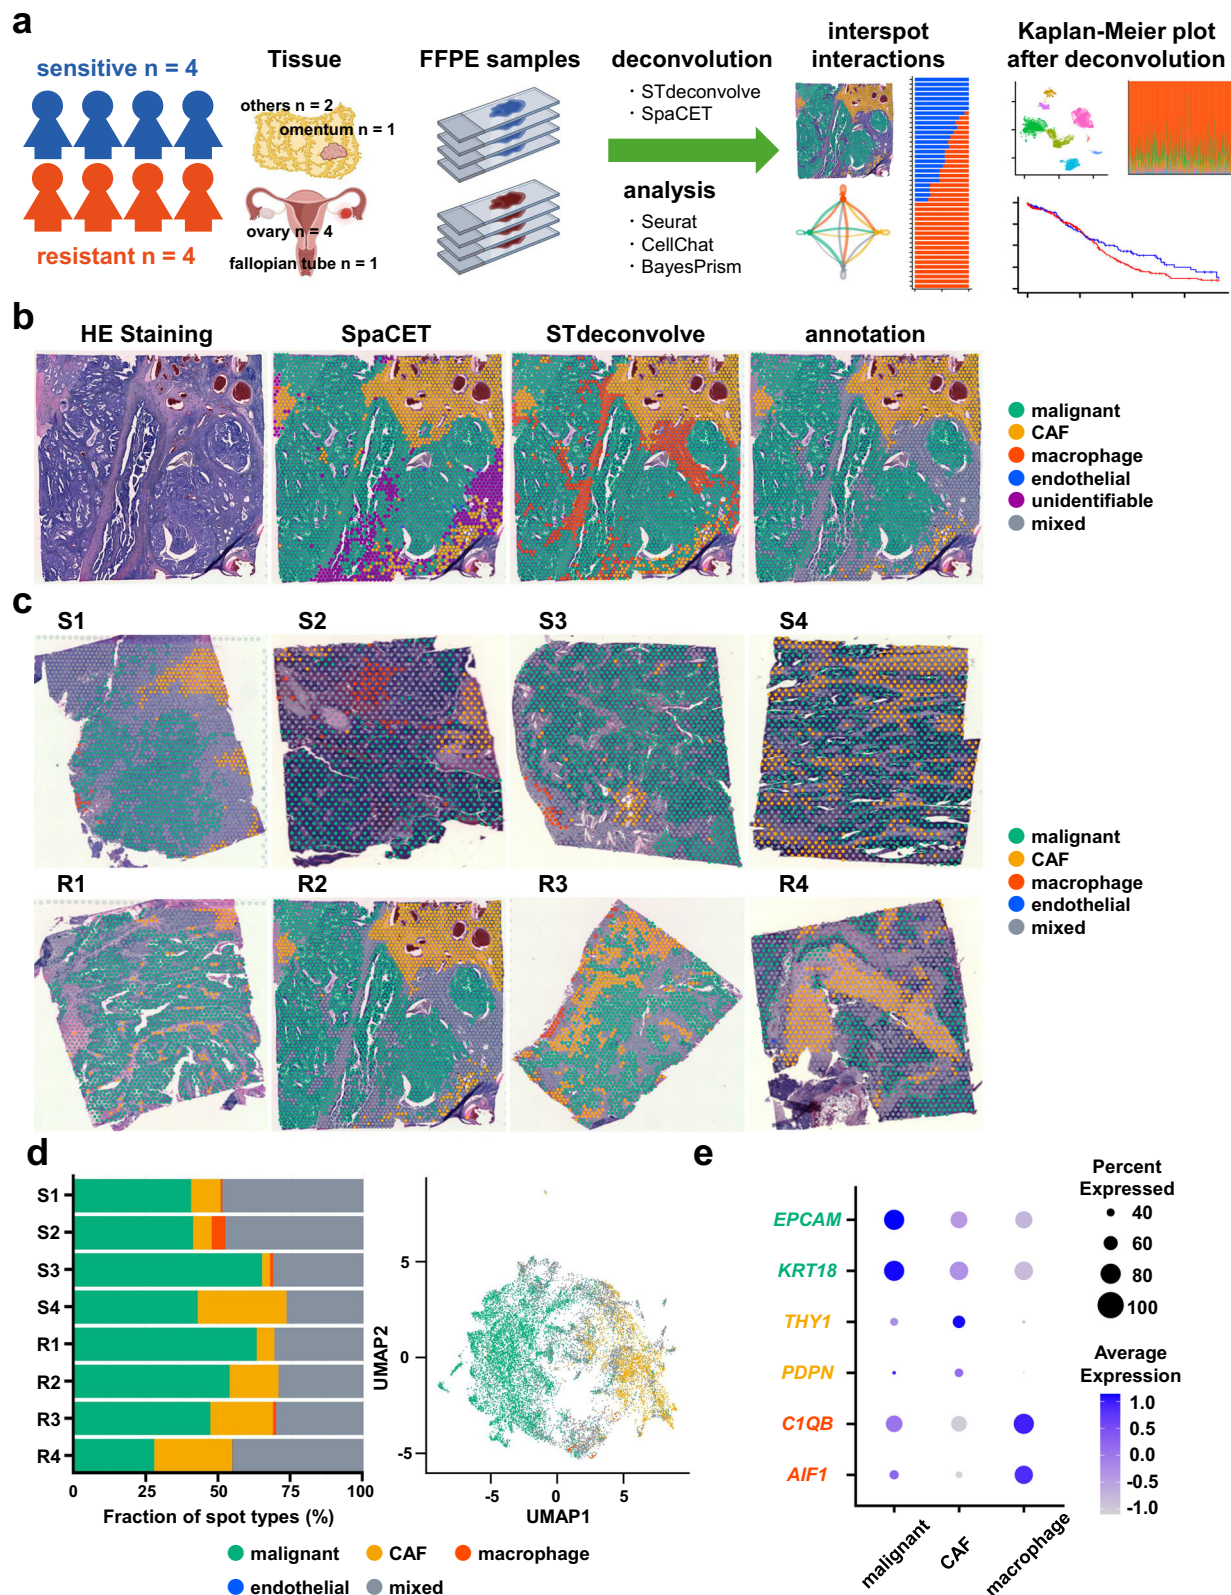 a
sensitive n = 4
resistant n = 4
Tissue
others n = 2
omentum n = 1
ovary n = 4
fallopian tube n = 1
FFPE samples
deconvolution
· STdeconvolve
· SpaCET
analysis
· Seurat
· CellChat
· BayesPrism
interspot
interactions
Kaplan-Meier plot
after deconvolution
b
HE Staining
SpaCET
STdeconvolve
annotation
malignant
CAF
macrophage
endothelial
unidentifiable
mixed
c
S1
S2
S3
S4
R1
R2
R3
R4
malignant
CAF
macrophage
endothelial
mixed
d
S1
S2
S3
S4
R1
R2
R3
R4
0
25
50
75
100
Fraction of spot types (%)
UMAP2
5
0
-5
-5
0
5
UMAP1
malignant
CAF
macrophage
endothelial
mixed
e
EPCAM
KRT18
THY1
PDPN
C1QB
AIF1
malignant
CAF
macrophage
Percent
Expressed
40
60
80
100
Average
Expression
1.0
0.5
0.0
-0.5
-1.0